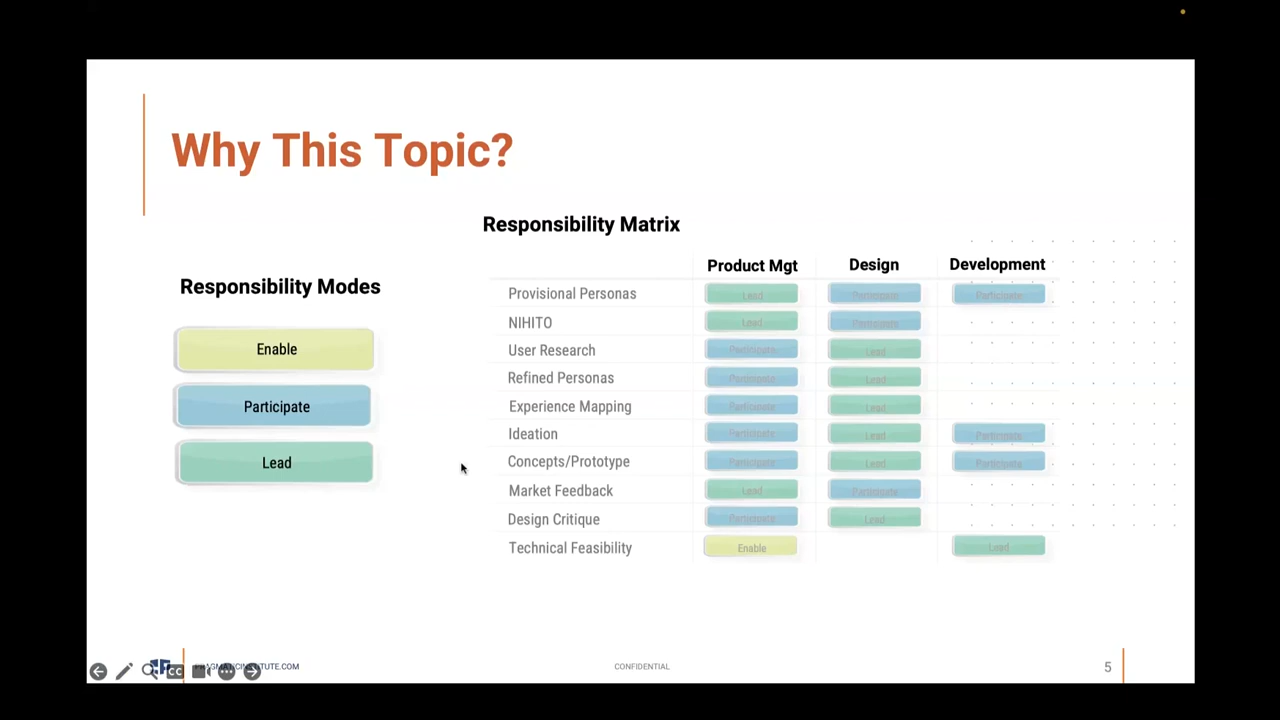 Why This Topic?
Responsibility Matrix
Responsibility Modes
Enable
Participate
Lead
Product Mgt Design Development
Provisional Personas Lead Participate Participate
NIHITO Lead Participate
User Research Participate Lead
Refined Personas Participate Lead
Experience Mapping Participate Lead
Ideation Participate Lead Participate
Concepts/Prototype Participate Lead Participate
Market Feedback Lead Participate
Design Critique Participate Lead
Technical Feasibility Enable Lead
CONFIDENTIAL
5
CC